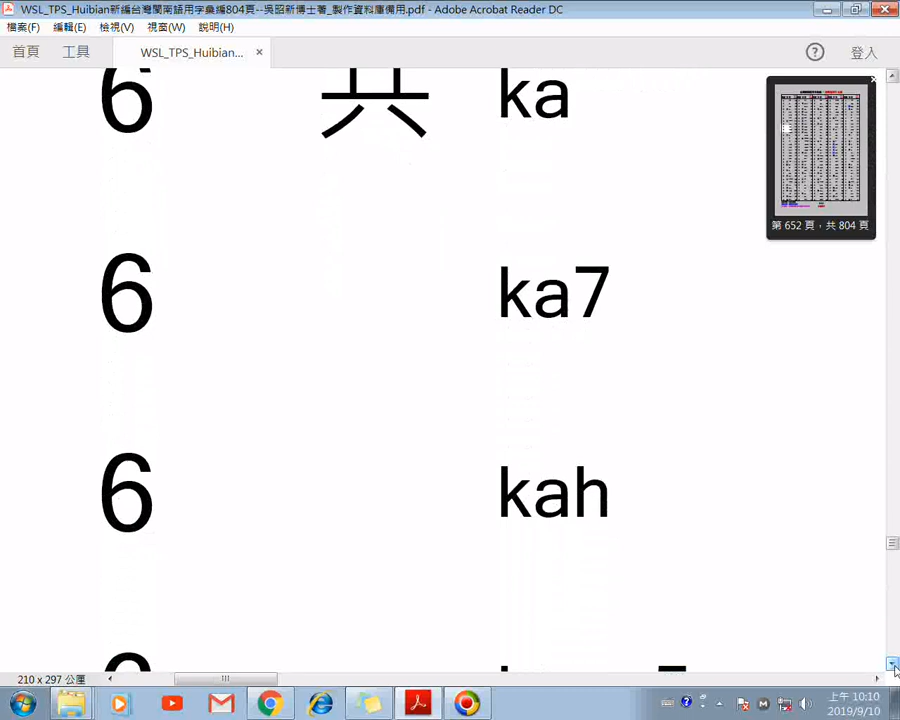 WSL_TPS_Huibian新編台灣閩南語用字彙編804頁--吳昭新博士著_製作資料庫備用.pdf - Adobe Acrobat Reader DC
檔案(F) 編輯(E) 檢視(V) 視窗(W) 說明(H)
首頁 工具 WSL_TPS_Huibian... × ? 登入
6 共 ka
第 652 頁，共 804 頁
6 ka7
6 kah
210 x 297 公厘
上午 10:10
2019/9/10